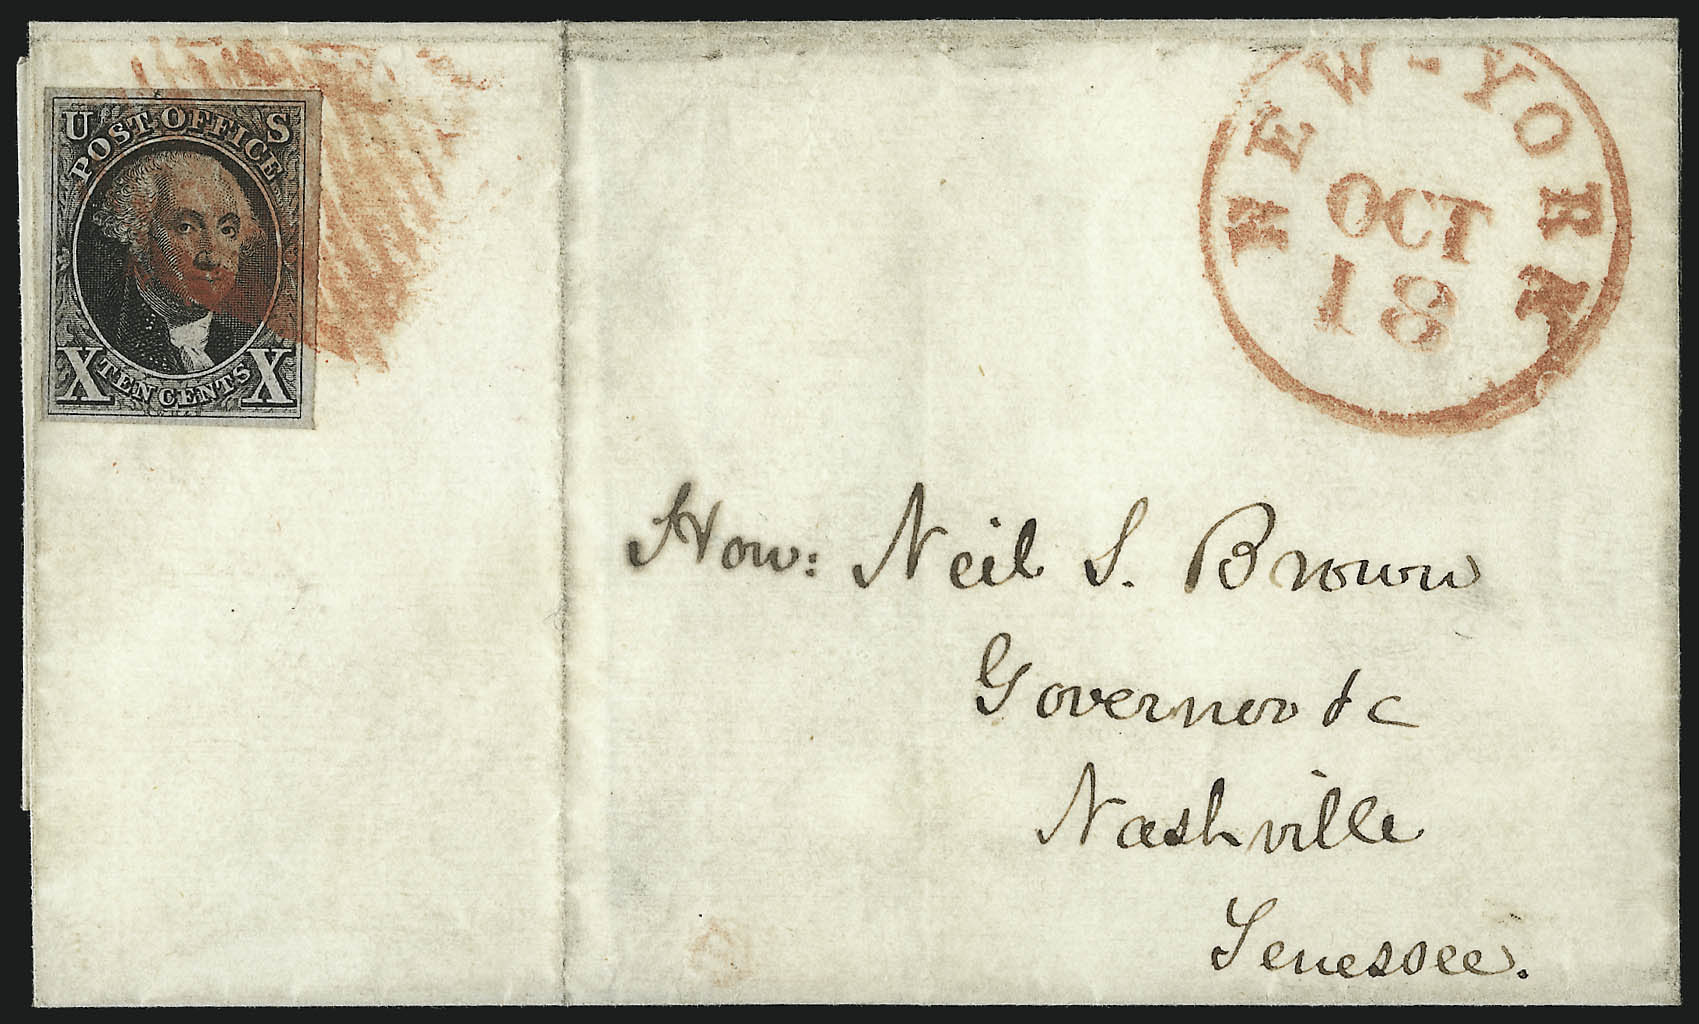 U S
POST OFFICE
X TEN CENTS X
NEW-YORK
OCT
18
Hon: Neil S. Brown
Governor &c
Nashville
Tenessee.